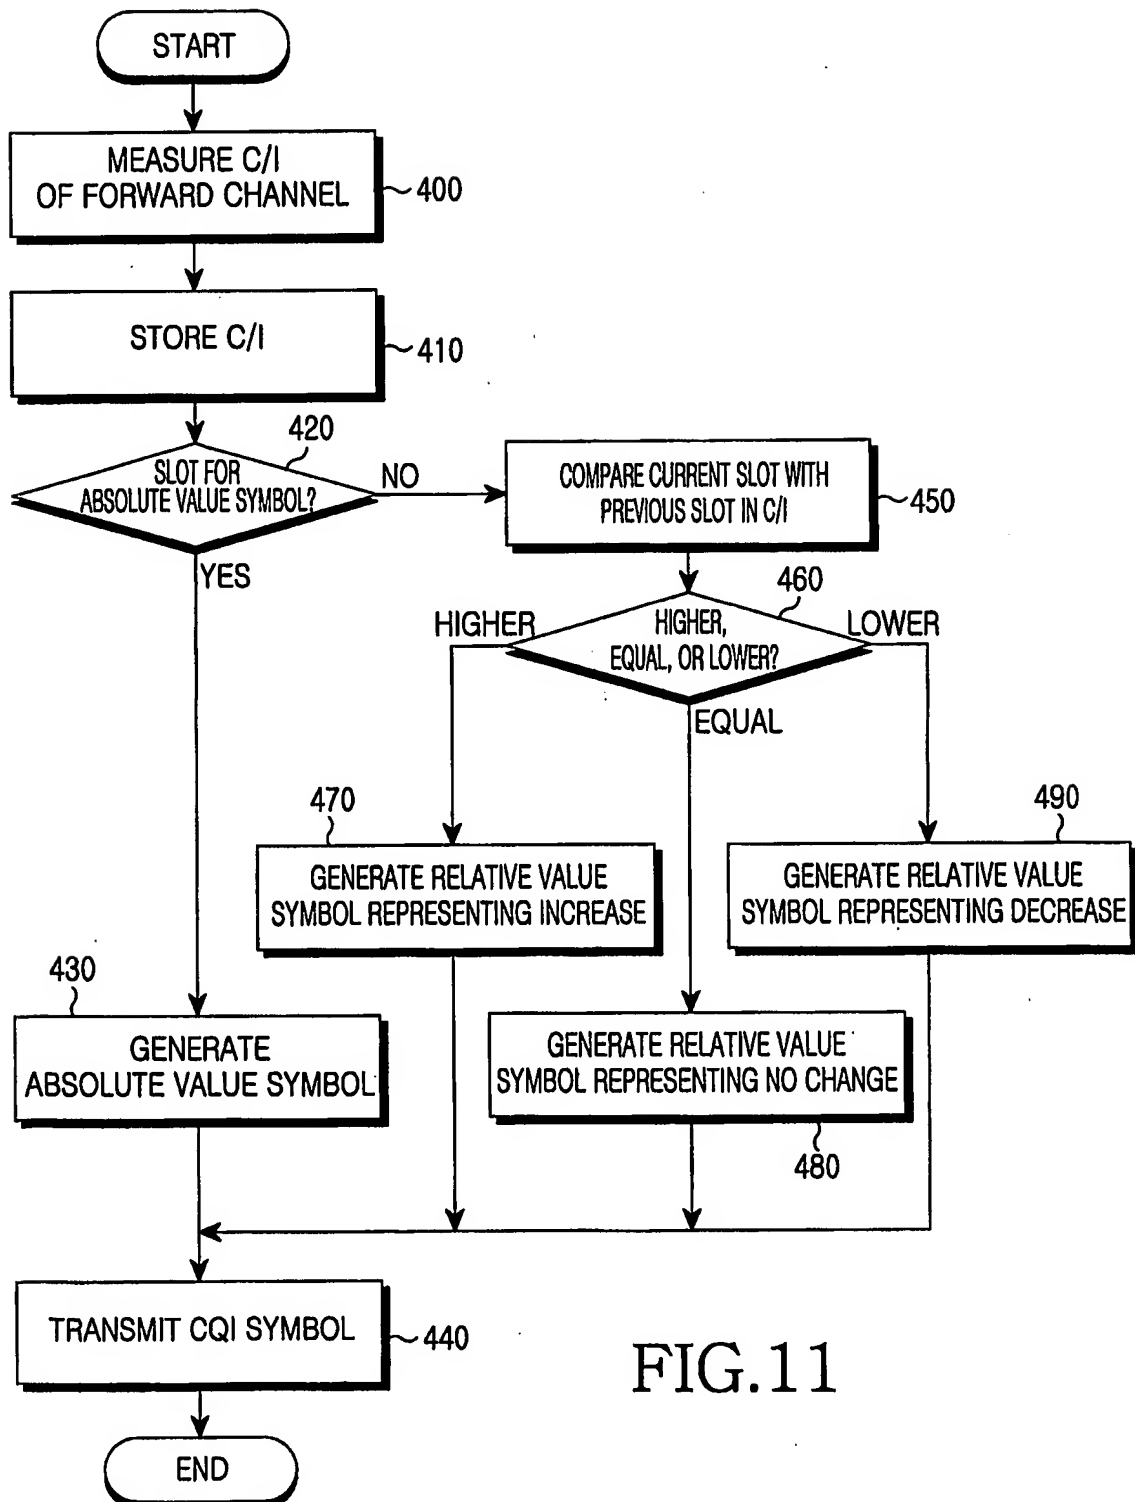 START
MEASURE C/I
OF FORWARD CHANNEL
400
STORE C/I
410
420
SLOT FOR
ABSOLUTE VALUE SYMBOL?
NO
YES
COMPARE CURRENT SLOT WITH
PREVIOUS SLOT IN C/I
450
460
HIGHER
HIGHER,
EQUAL, OR LOWER?
LOWER
EQUAL
470
GENERATE RELATIVE VALUE
SYMBOL REPRESENTING INCREASE
490
GENERATE RELATIVE VALUE
SYMBOL REPRESENTING DECREASE
430
GENERATE
ABSOLUTE VALUE SYMBOL
GENERATE RELATIVE VALUE
SYMBOL REPRESENTING NO CHANGE
480
TRANSMIT CQI SYMBOL
440
END
FIG.11